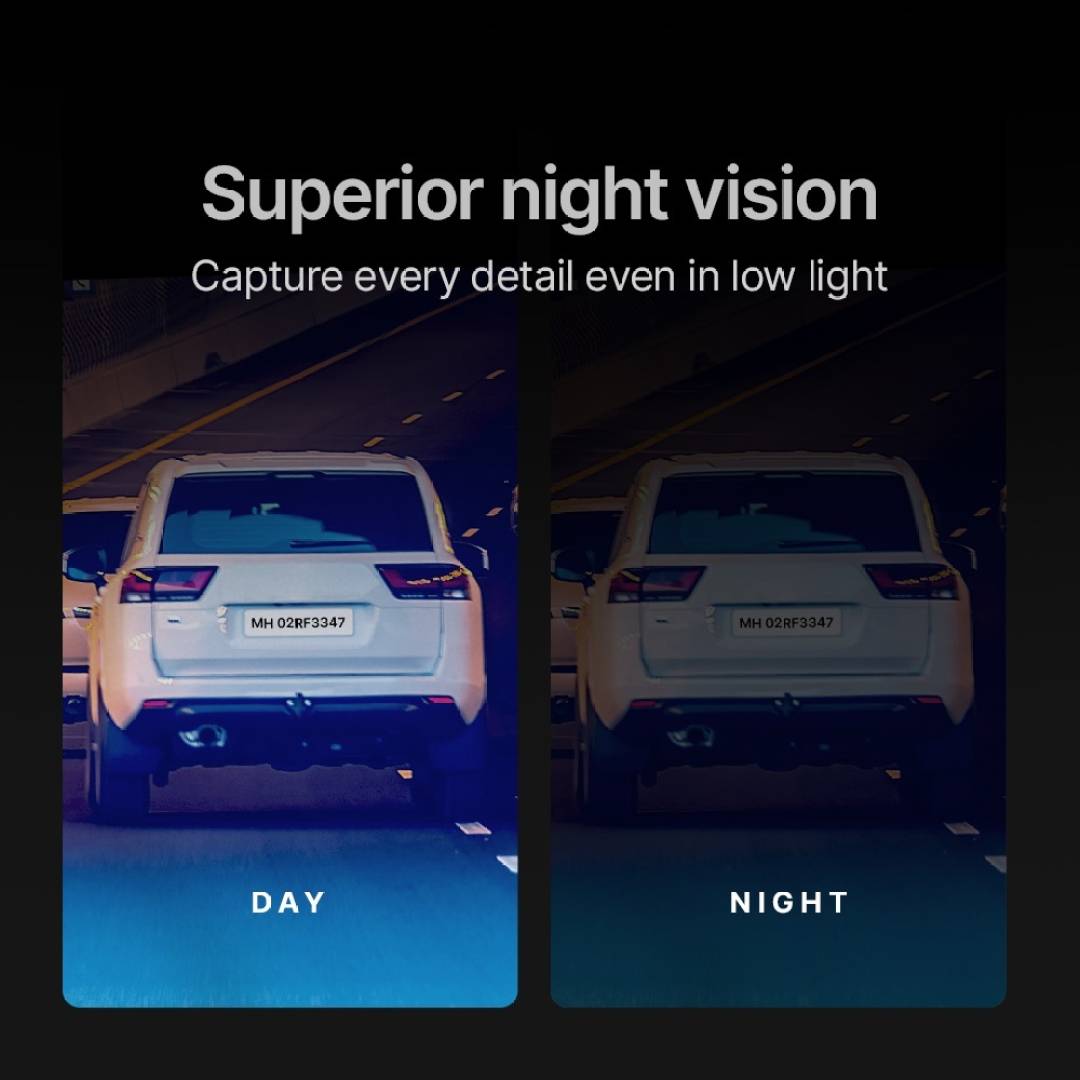 Superior night vision
Capture every detail even in low light
MH 02RF3347
MH 02RF3347
DAY
NIGHT